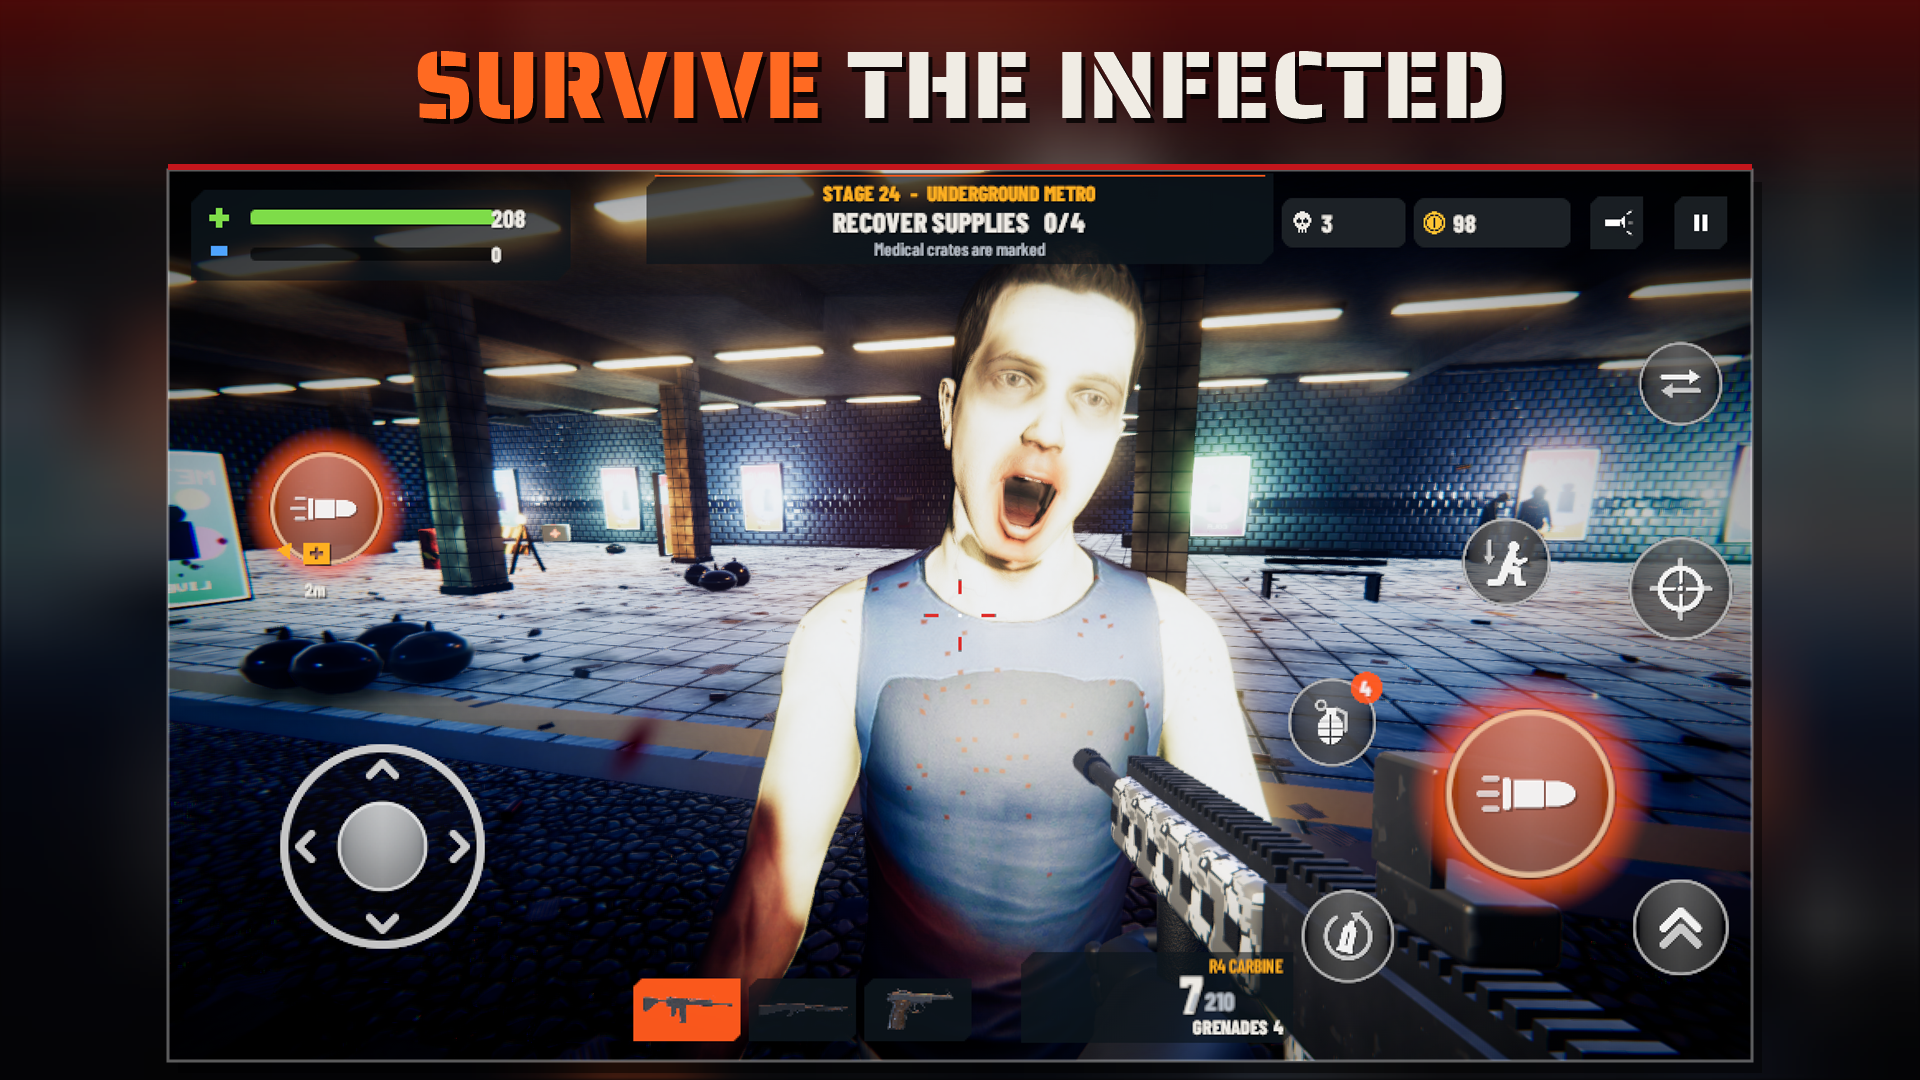 SURVIVE THE INFECTED
STAGE 24 - UNDERGROUND METRO
RECOVER SUPPLIES 0/4
Medical crates are marked
208
0
3
98
2m
4
R4 CARBINE
7 210
GRENADES 4